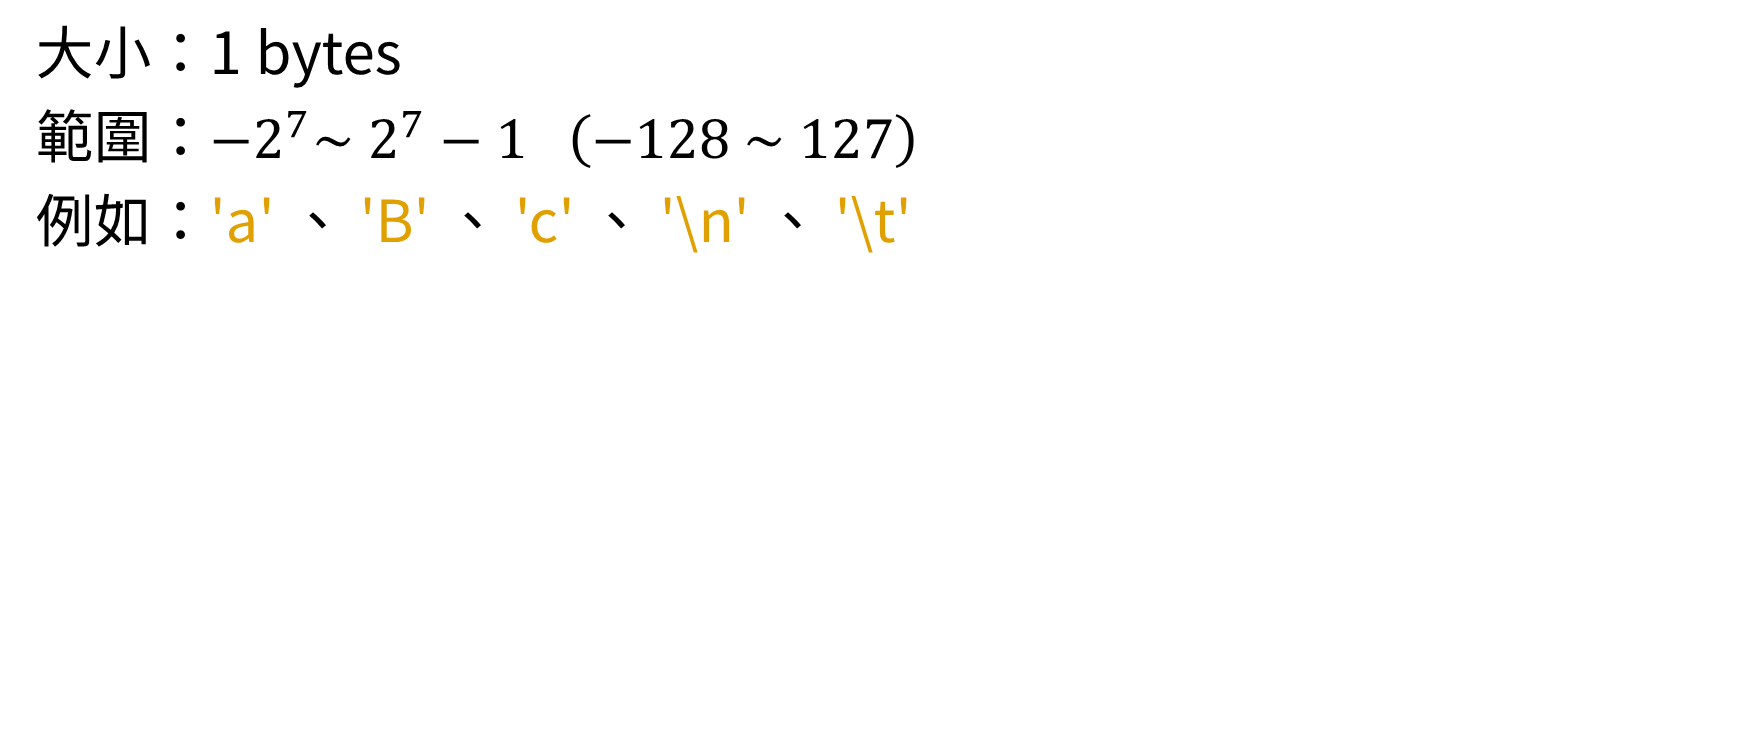 大小：1 bytes
範圍：−2⁷~ 2⁷ − 1 (−128 ~ 127)
例如：'a' 、 'B' 、 'c' 、 '\n' 、 '\t'